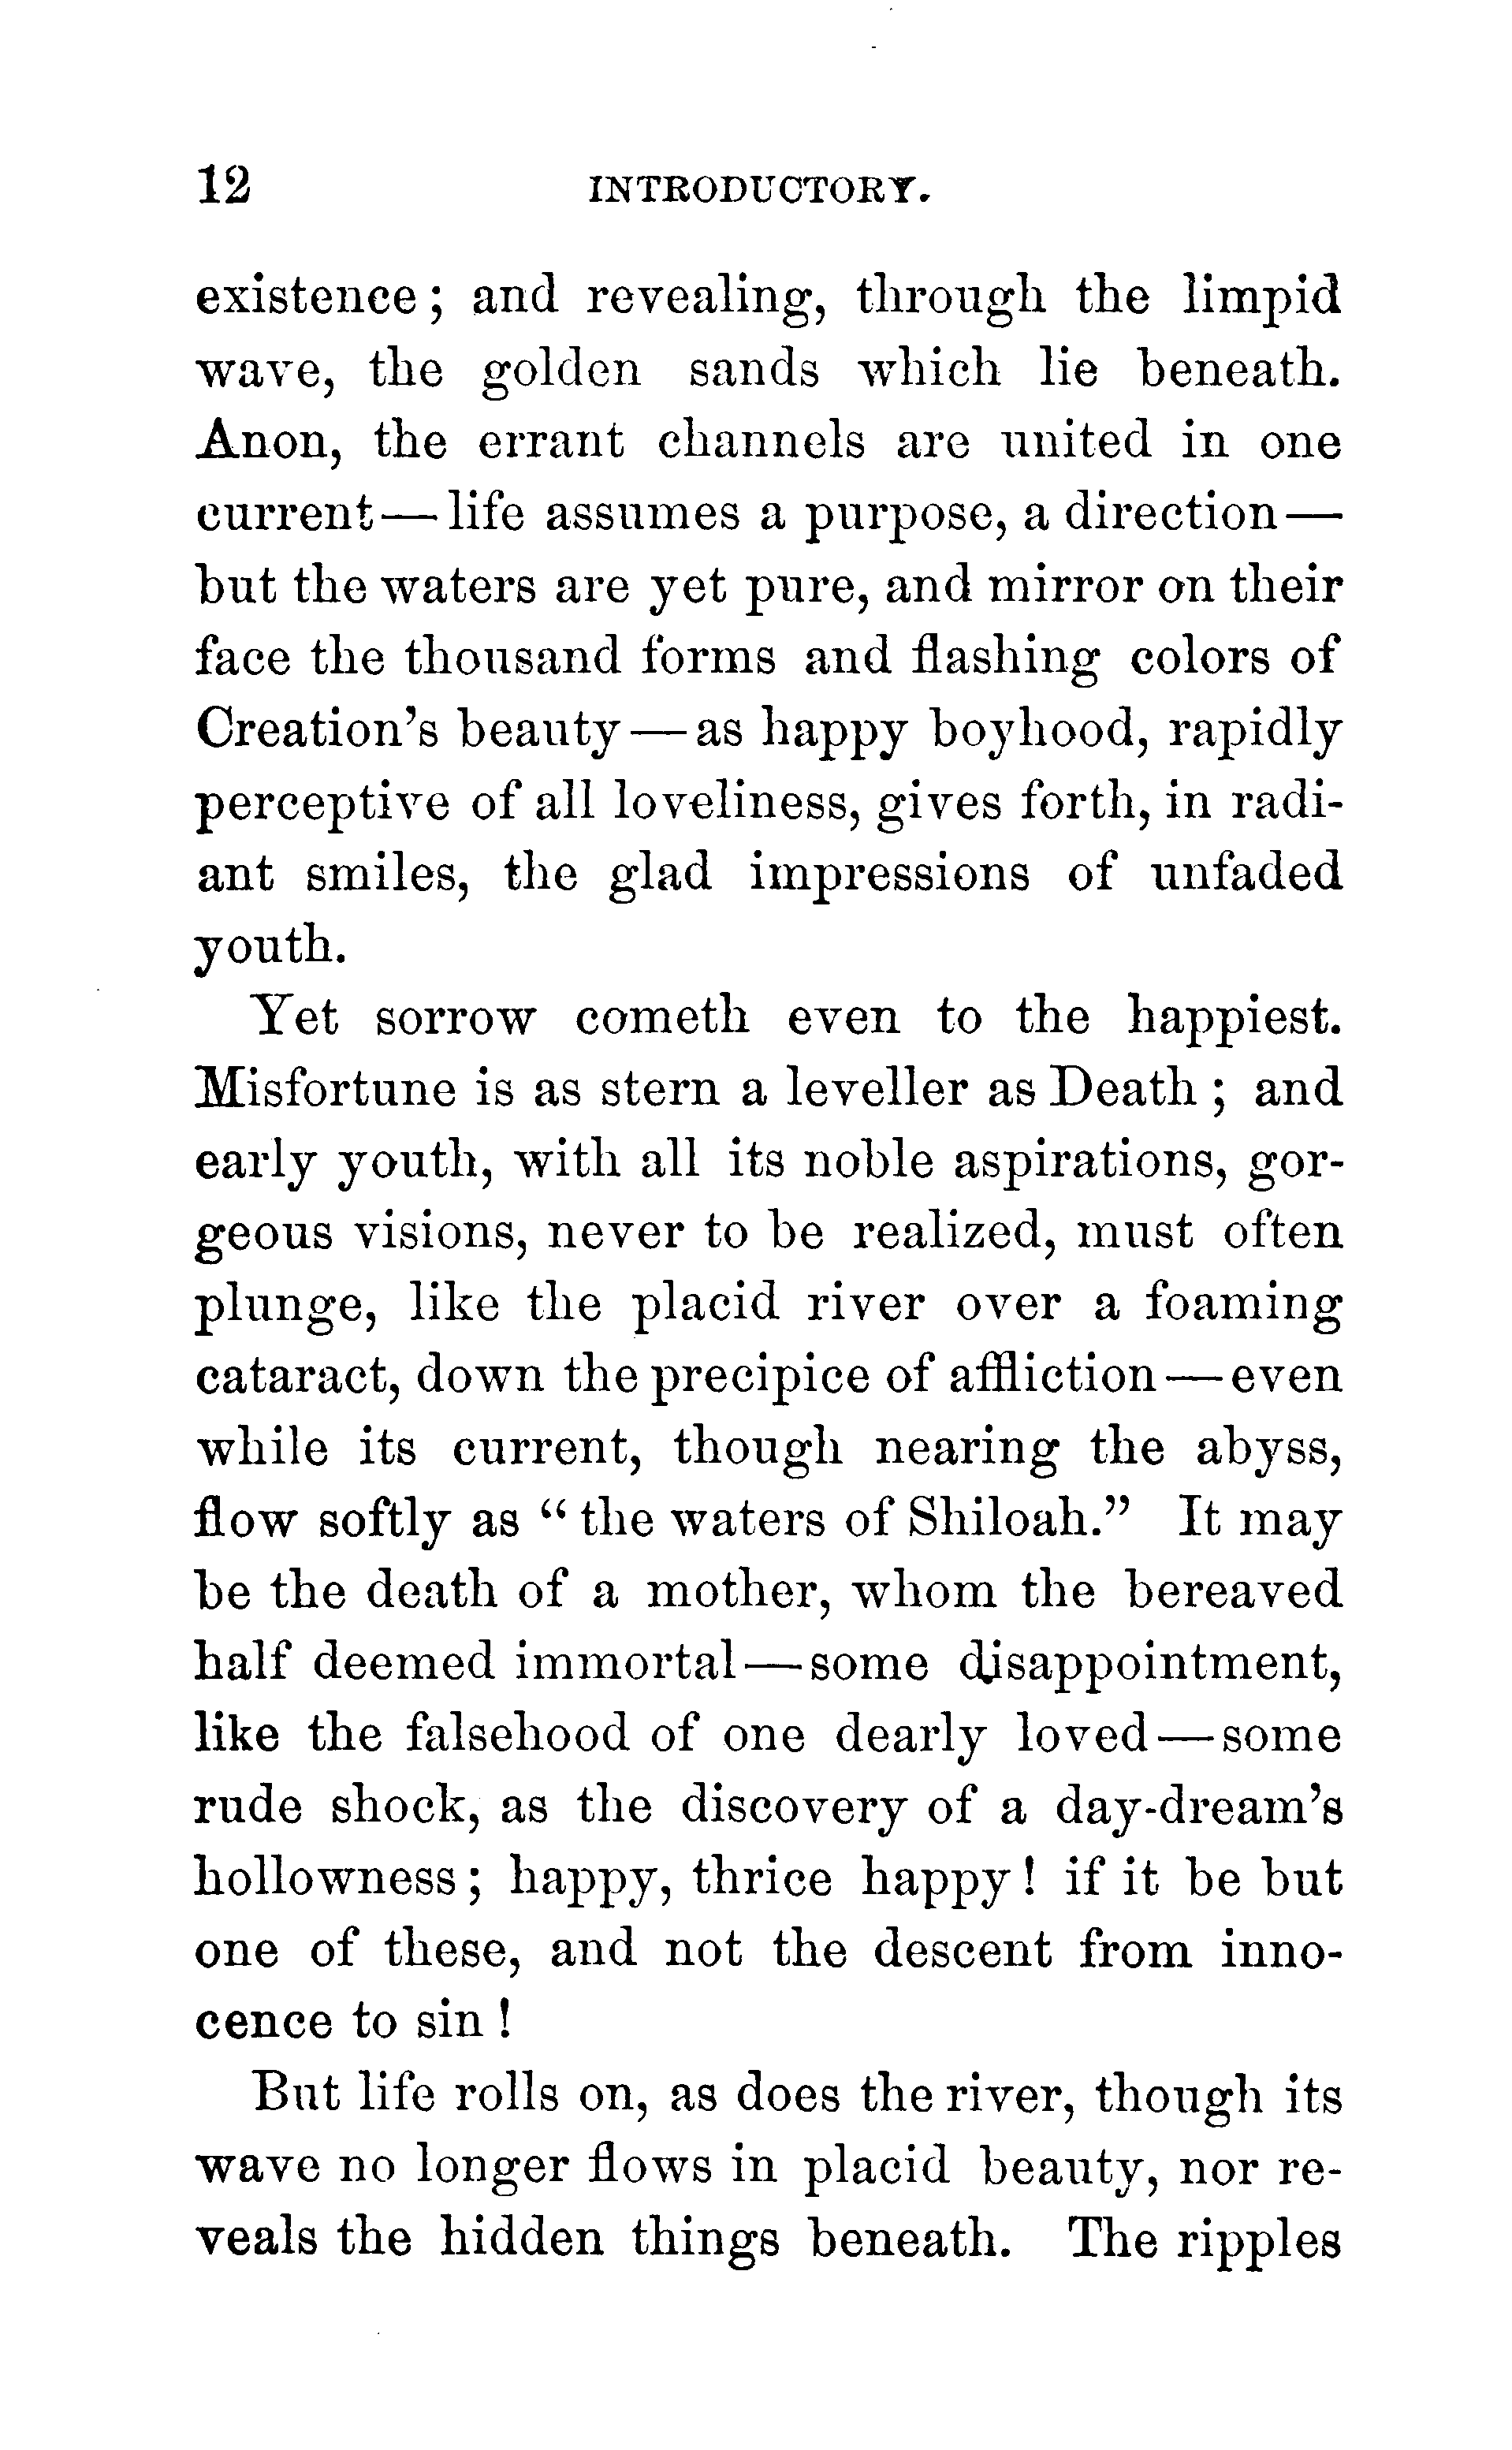 12 INTRODUCTORY.
existence; and revealing, through the limpid
wave, the golden sands which lie beneath.
Anon, the errant channels are united in one
current—life assumes a purpose, a direction—
but the waters are yet pure, and mirror on their
face the thousand forms and flashing colors of
Creation's beauty—as happy boyhood, rapidly
perceptive of all loveliness, gives forth, in radi-
ant smiles, the glad impressions of unfaded
youth.
Yet sorrow cometh even to the happiest.
Misfortune is as stern a leveller as Death; and
early youth, with all its noble aspirations, gor-
geous visions, never to be realized, must often
plunge, like the placid river over a foaming
cataract, down the precipice of affliction—even
while its current, though nearing the abyss,
flow softly as "the waters of Shiloah." It may
be the death of a mother, whom the bereaved
half deemed immortal—some disappointment,
like the falsehood of one dearly loved—some
rude shock, as the discovery of a day-dream's
hollowness; happy, thrice happy! if it be but
one of these, and not the descent from inno-
cence to sin!
But life rolls on, as does the river, though its
wave no longer flows in placid beauty, nor re-
veals the hidden things beneath. The ripples